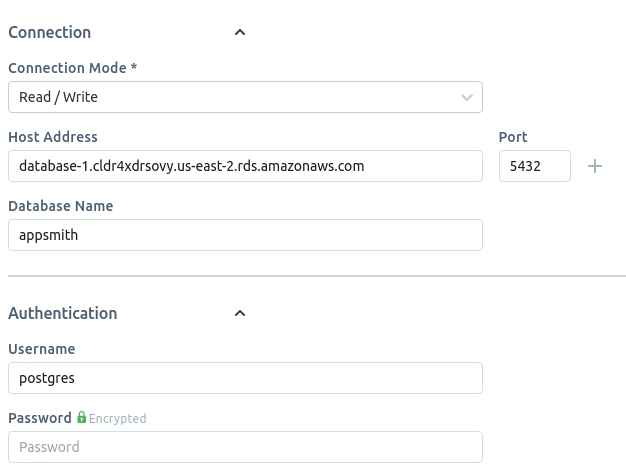 Connection
Connection Mode *
Read / Write
Host Address Port
database-1.cldr4xdrsovy.us-east-2.rds.amazonaws.com 5432
Database Name
appsmith
Authentication
Username
postgres
Password Encrypted
Password